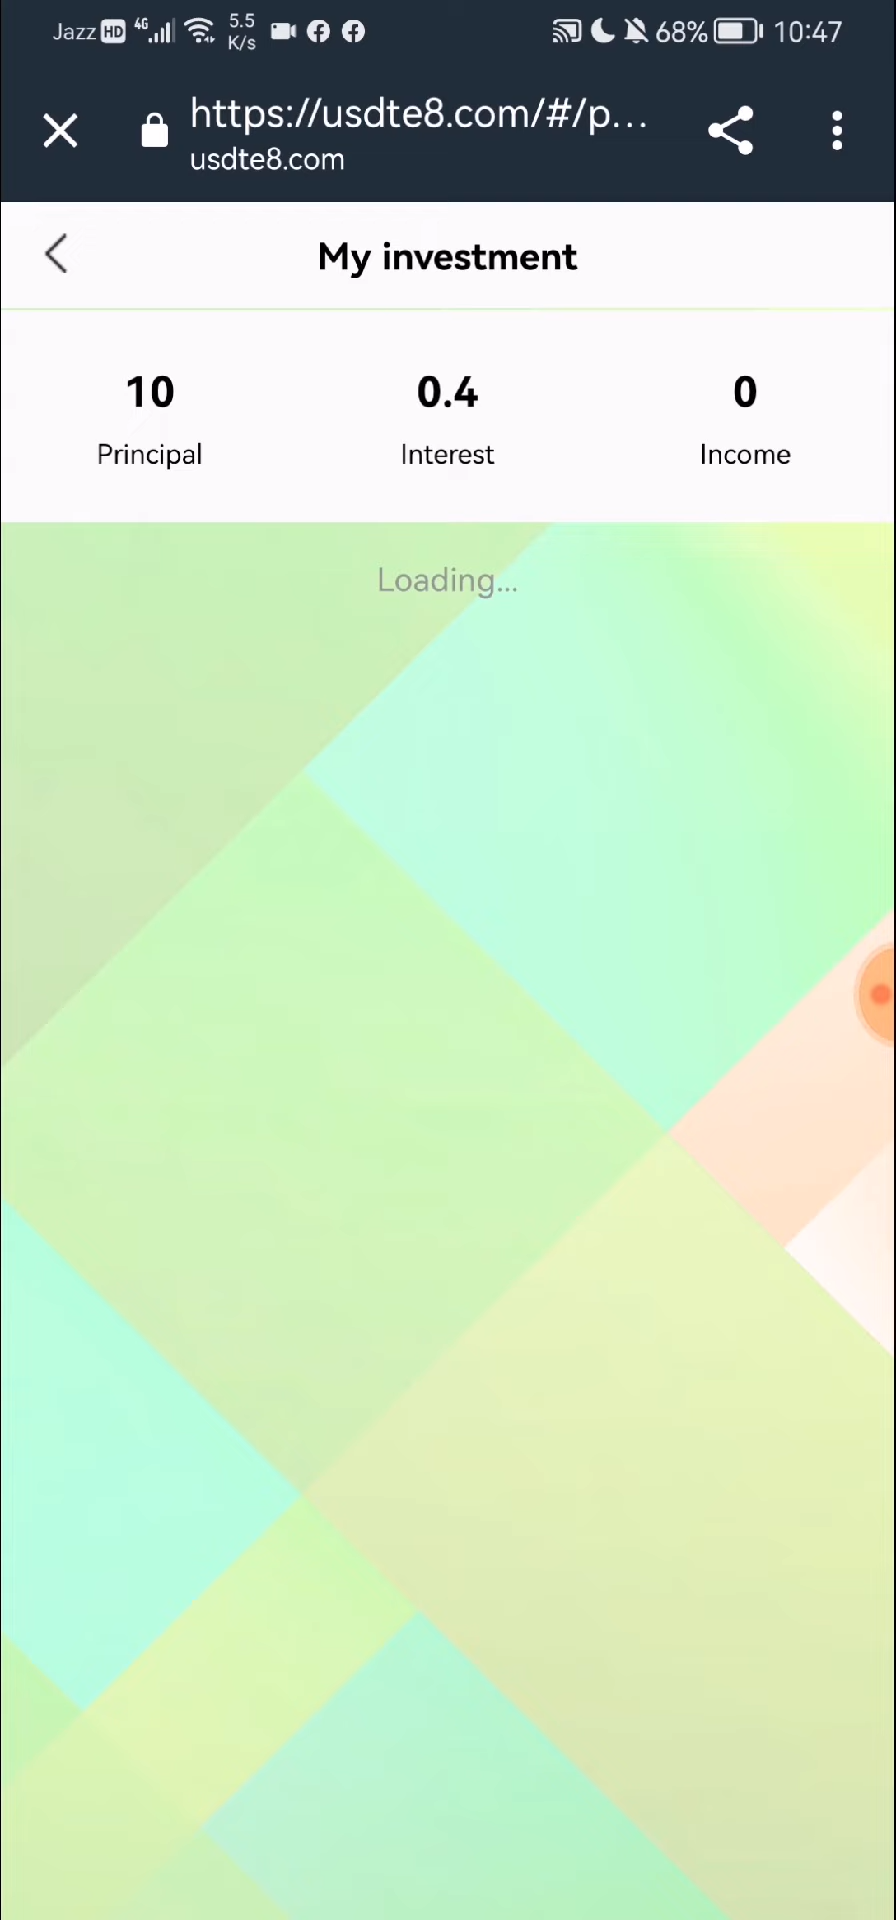 Jazz HD 4G 5.5 K/s 68% 10:47
https://usdte8.com/#/p...
usdte8.com
My investment
10 0.4 0
Principal Interest Income
Loading...